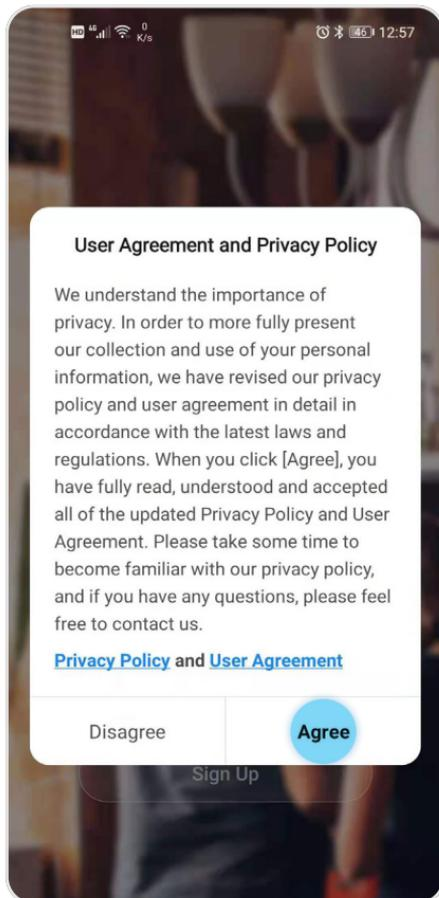 HD 4G 0
K/s
46 12:57
User Agreement and Privacy Policy
We understand the importance of
privacy. In order to more fully present
our collection and use of your personal
information, we have revised our privacy
policy and user agreement in detail in
accordance with the latest laws and
regulations. When you click [Agree], you
have fully read, understood and accepted
all of the updated Privacy Policy and User
Agreement. Please take some time to
become familiar with our privacy policy,
and if you have any questions, please feel
free to contact us.
Privacy Policy and User Agreement
Disagree Agree
Sign Up